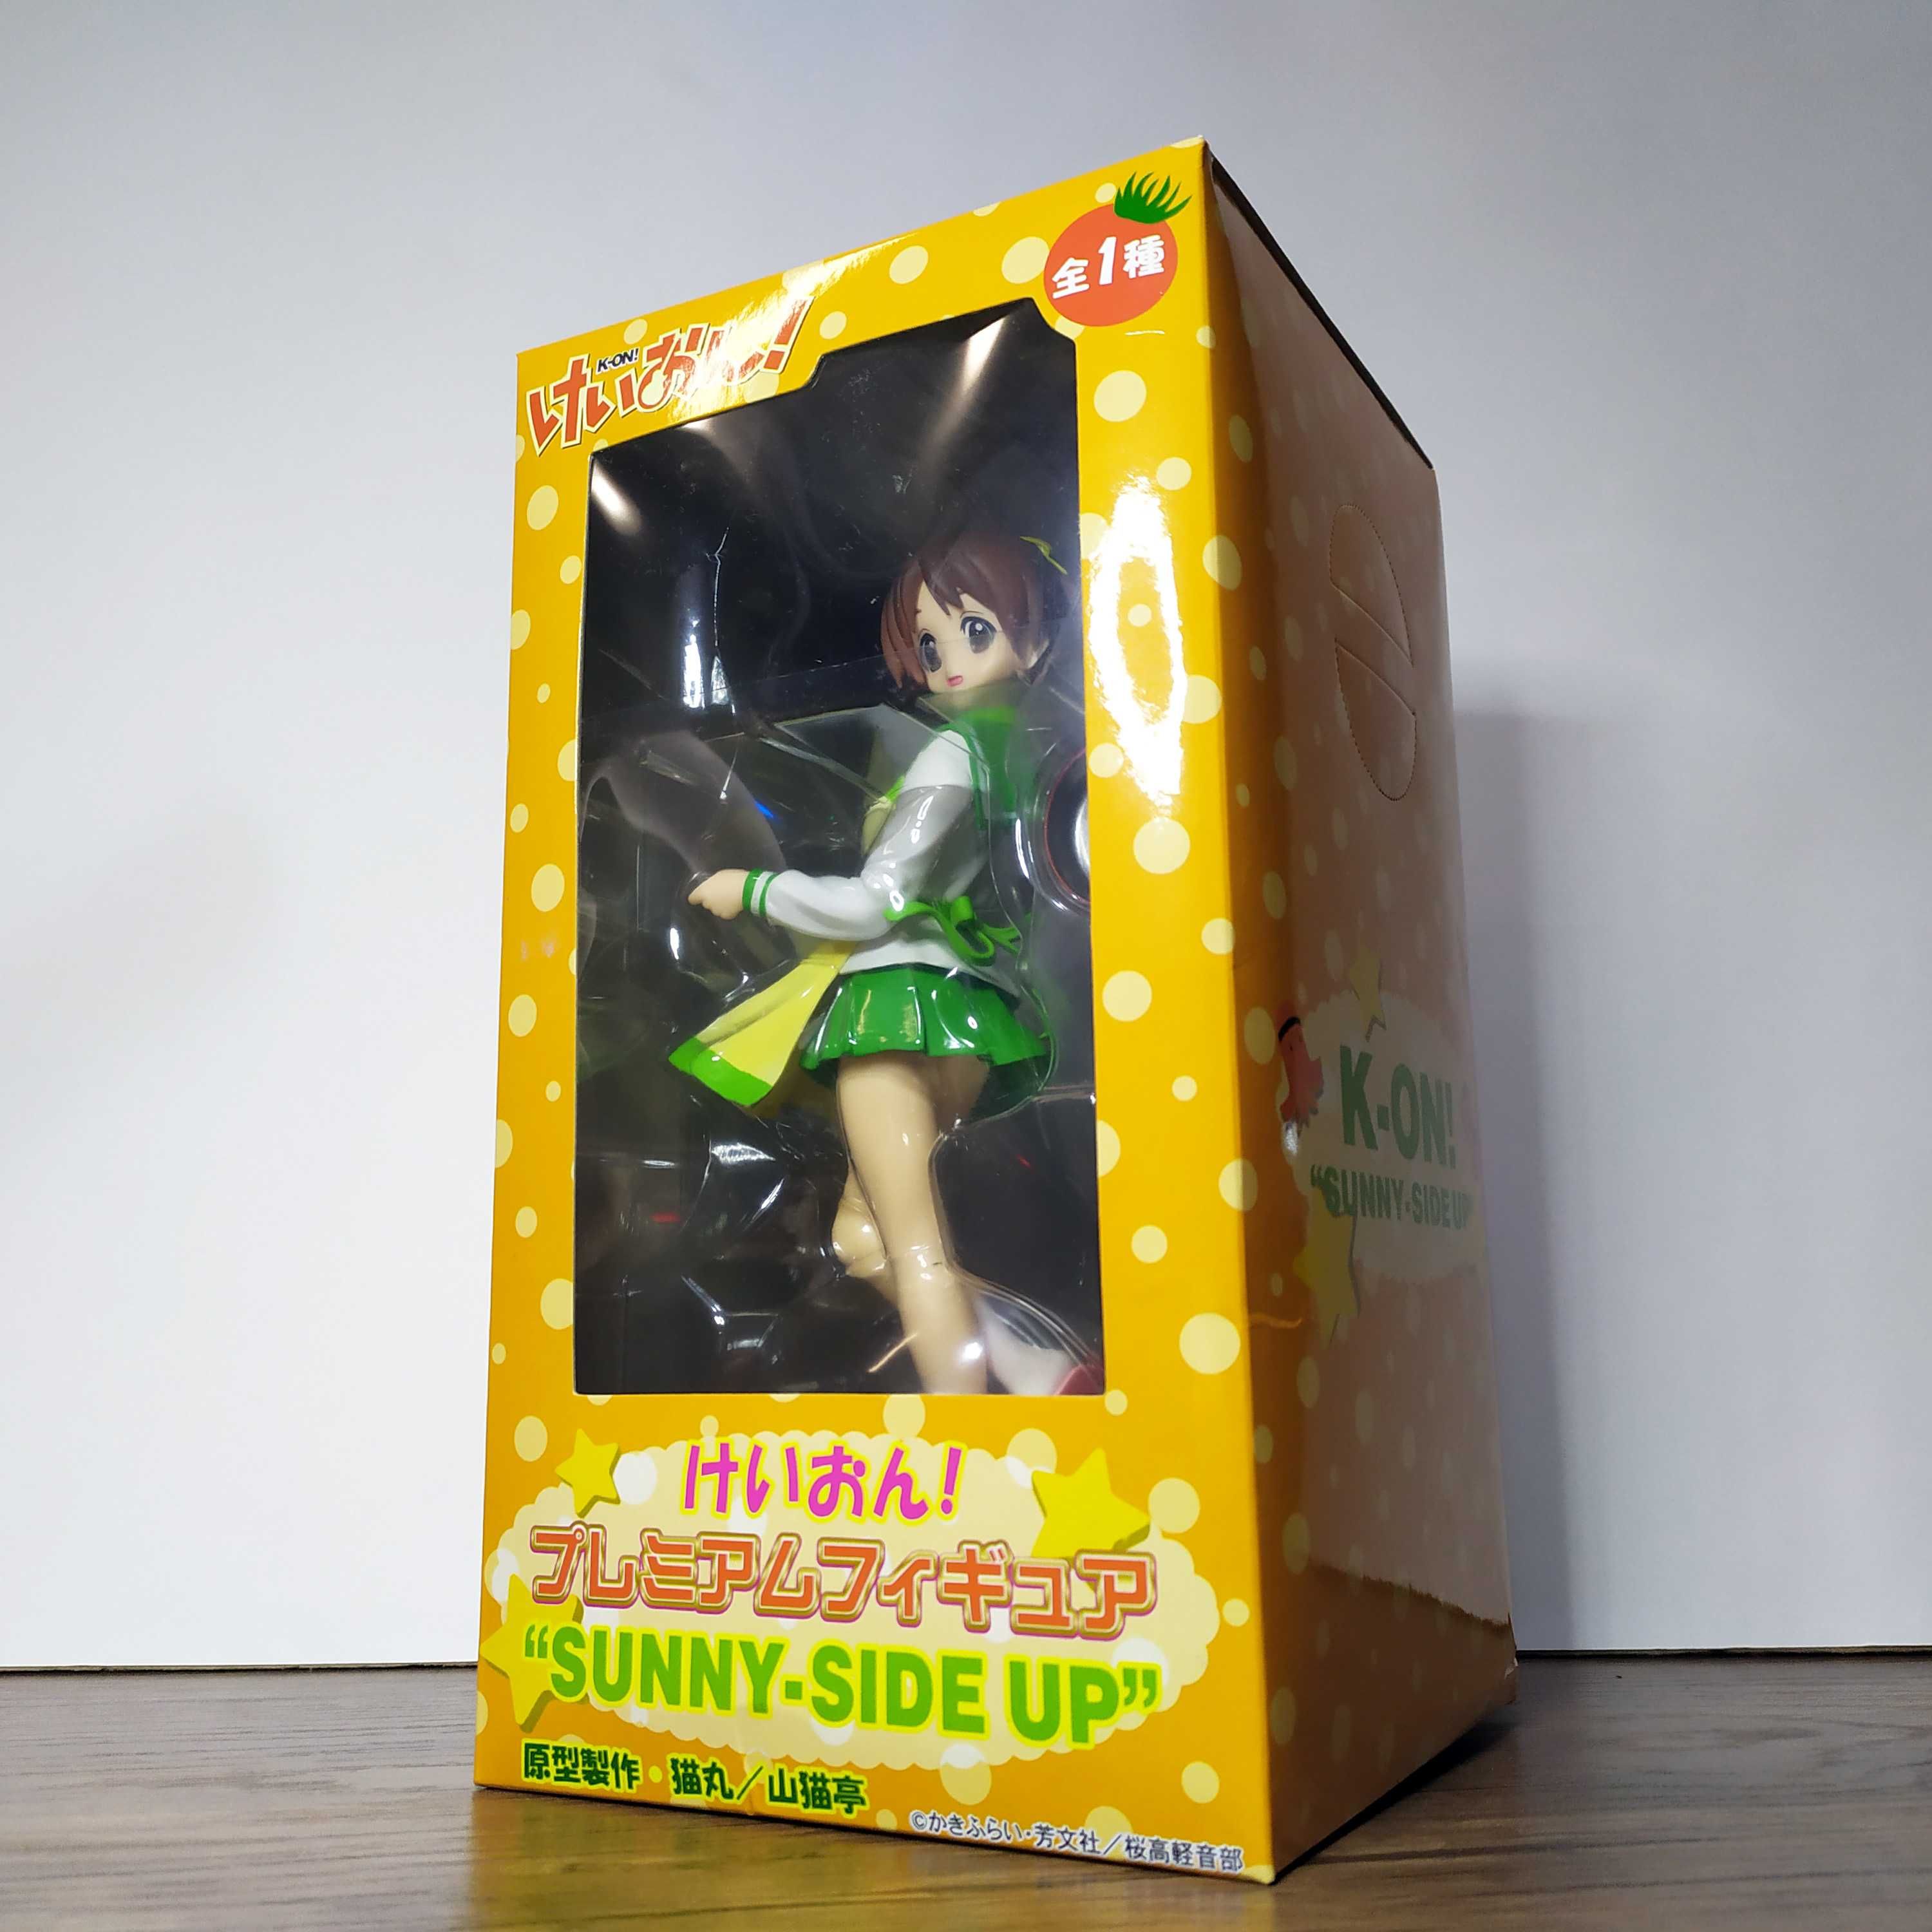 全1種
K-ON!
けいおん!
けいおん!
プレミアムフィギュア
“SUNNY-SIDE UP”
原型製作・猫丸／山猫亭
©かきふらい・芳文社／桜高軽音部
K-ON!
“SUNNY-SIDE UP”